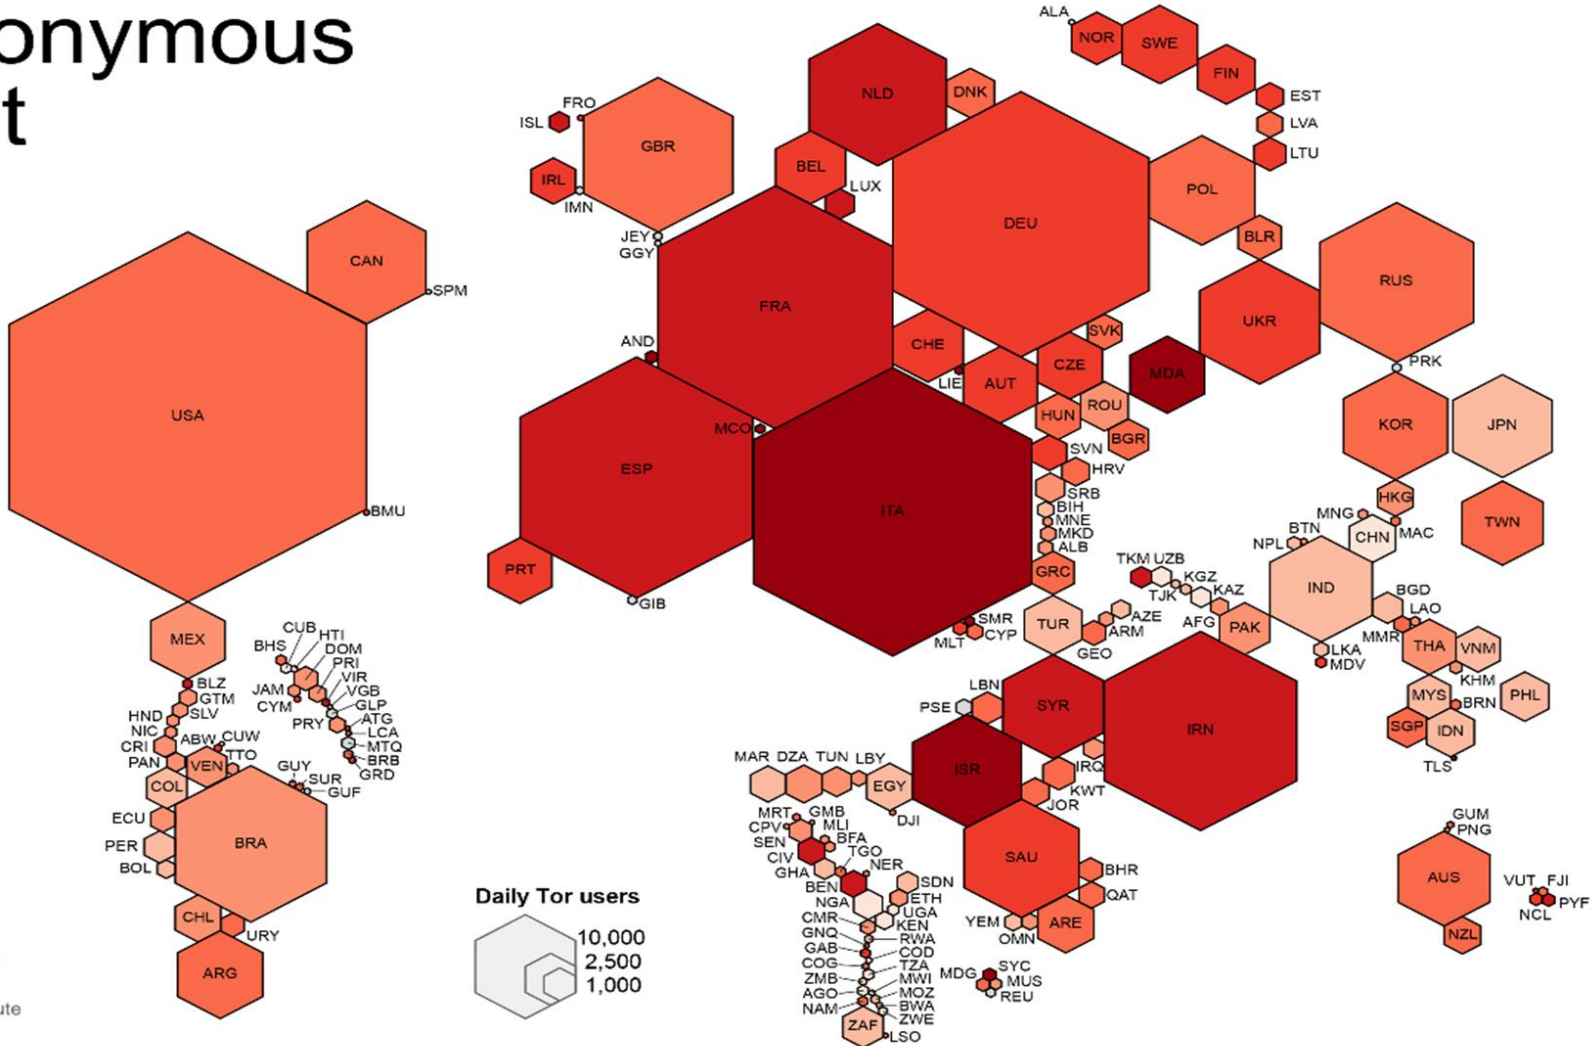 onymous
t
ALA
NOR
SWE
FIN
EST
LVA
LTU
NLD
DNK
FRO
ISL
GBR
IRL
IMN
BEL
LUX
DEU
POL
BLR
JEY
GGY
CAN
SPM
RUS
USA
FRA
UKR
AND
CHE
SVK
LIE
AUT
CZE
MDA
PRK
HUN
ROU
KOR
JPN
MCO
BGR
ESP
SVN
HRV
SRB
BMU
ITA
BIH
MNE
MKD
ALB
HKG
MNG
MAC
TWN
BTN
NPL
CHN
PRT
GRC
TKM
UZB
KGZ
TJK
KAZ
IND
BGD
LAO
GIB
SMR
MLT
CYP
TUR
AZE
ARM
GEO
AFG
PAK
MMR
THA
VNM
LKA
MDV
KHM
MEX
CUB
HTI
BHS
DOM
PRI
VIR
VGB
GLP
JAM
CYM
PRY
ATG
LCA
MTQ
BRB
GRD
BLZ
GTM
SLV
HND
NIC
CRI
ABW
CUW
PAN
VEN
TTO
LBN
PSE
SYR
IRN
MYS
BRN
PHL
SGP
IDN
TLS
COL
GUY
SUR
GUF
MAR
DZA
TUN
LBY
EGY
ISR
IRQ
KWT
JOR
DJI
ECU
PER
BOL
BRA
MRT
GMB
CPV
MLI
SEN
BFA
CIV
TGO
GHA
NER
BEN
SDN
NGA
ETH
UGA
CMR
KEN
GNQ
RWA
GAB
COD
COG
TZA
ZMB
MWI
AGO
MOZ
NAM
BWA
ZWE
ZAF
LSO
SAU
BHR
QAT
YEM
OMN
ARE
MDG
SYC
MUS
REU
GUM
PNG
AUS
NZL
VUT
FJI
PYF
NCL
CHL
URY
ARG
Daily Tor users
10,000
2,500
1,000
ute